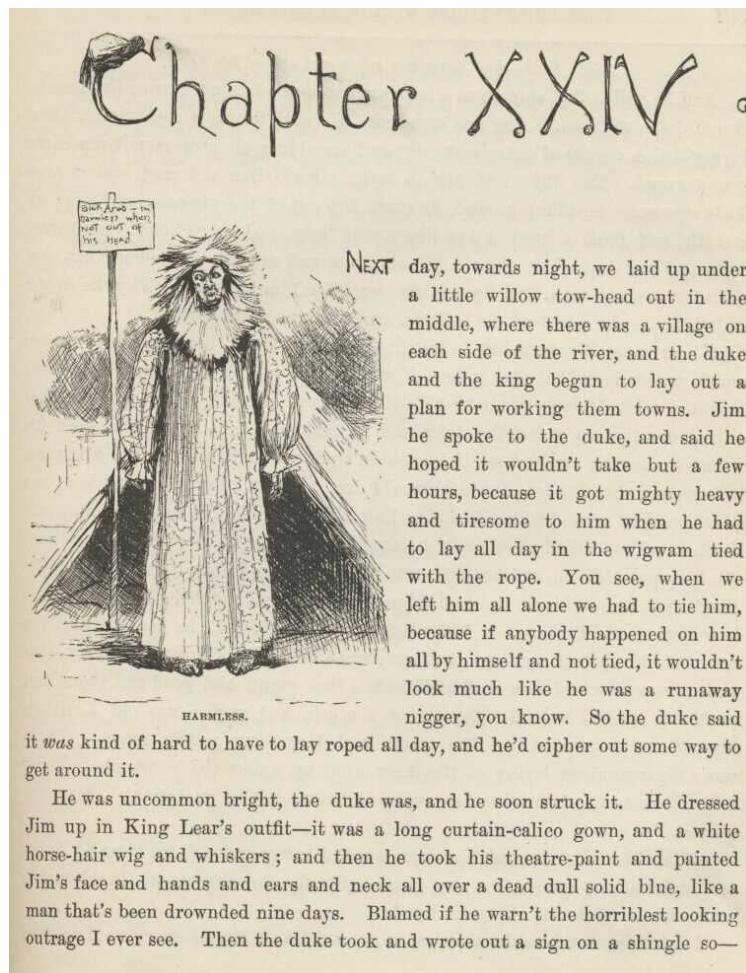 Chapter XXIV
Sick Arab – but
harmless when
NOT OUT OF
his HEAD
NEXT day, towards night, we laid up under
a little willow tow-head out in the
middle, where there was a village on
each side of the river, and the duke
and the king begun to lay out a
plan for working them towns. Jim
he spoke to the duke, and said he
hoped it wouldn't take but a few
hours, because it got mighty heavy
and tiresome to him when he had
to lay all day in the wigwam tied
with the rope. You see, when we
left him all alone we had to tie him,
because if anybody happened on him
all by himself and not tied, it wouldn't
look much like he was a runaway
HARMLESS.
nigger, you know. So the duke said
it was kind of hard to have to lay roped all day, and he'd cipher out some way to
get around it.
He was uncommon bright, the duke was, and he soon struck it. He dressed
Jim up in King Lear's outfit—it was a long curtain-calico gown, and a white
horse-hair wig and whiskers; and then he took his theatre-paint and painted
Jim's face and hands and ears and neck all over a dead dull solid blue, like a
man that's been drownded nine days. Blamed if he warn't the horriblest looking
outrage I ever see. Then the duke took and wrote out a sign on a shingle so—